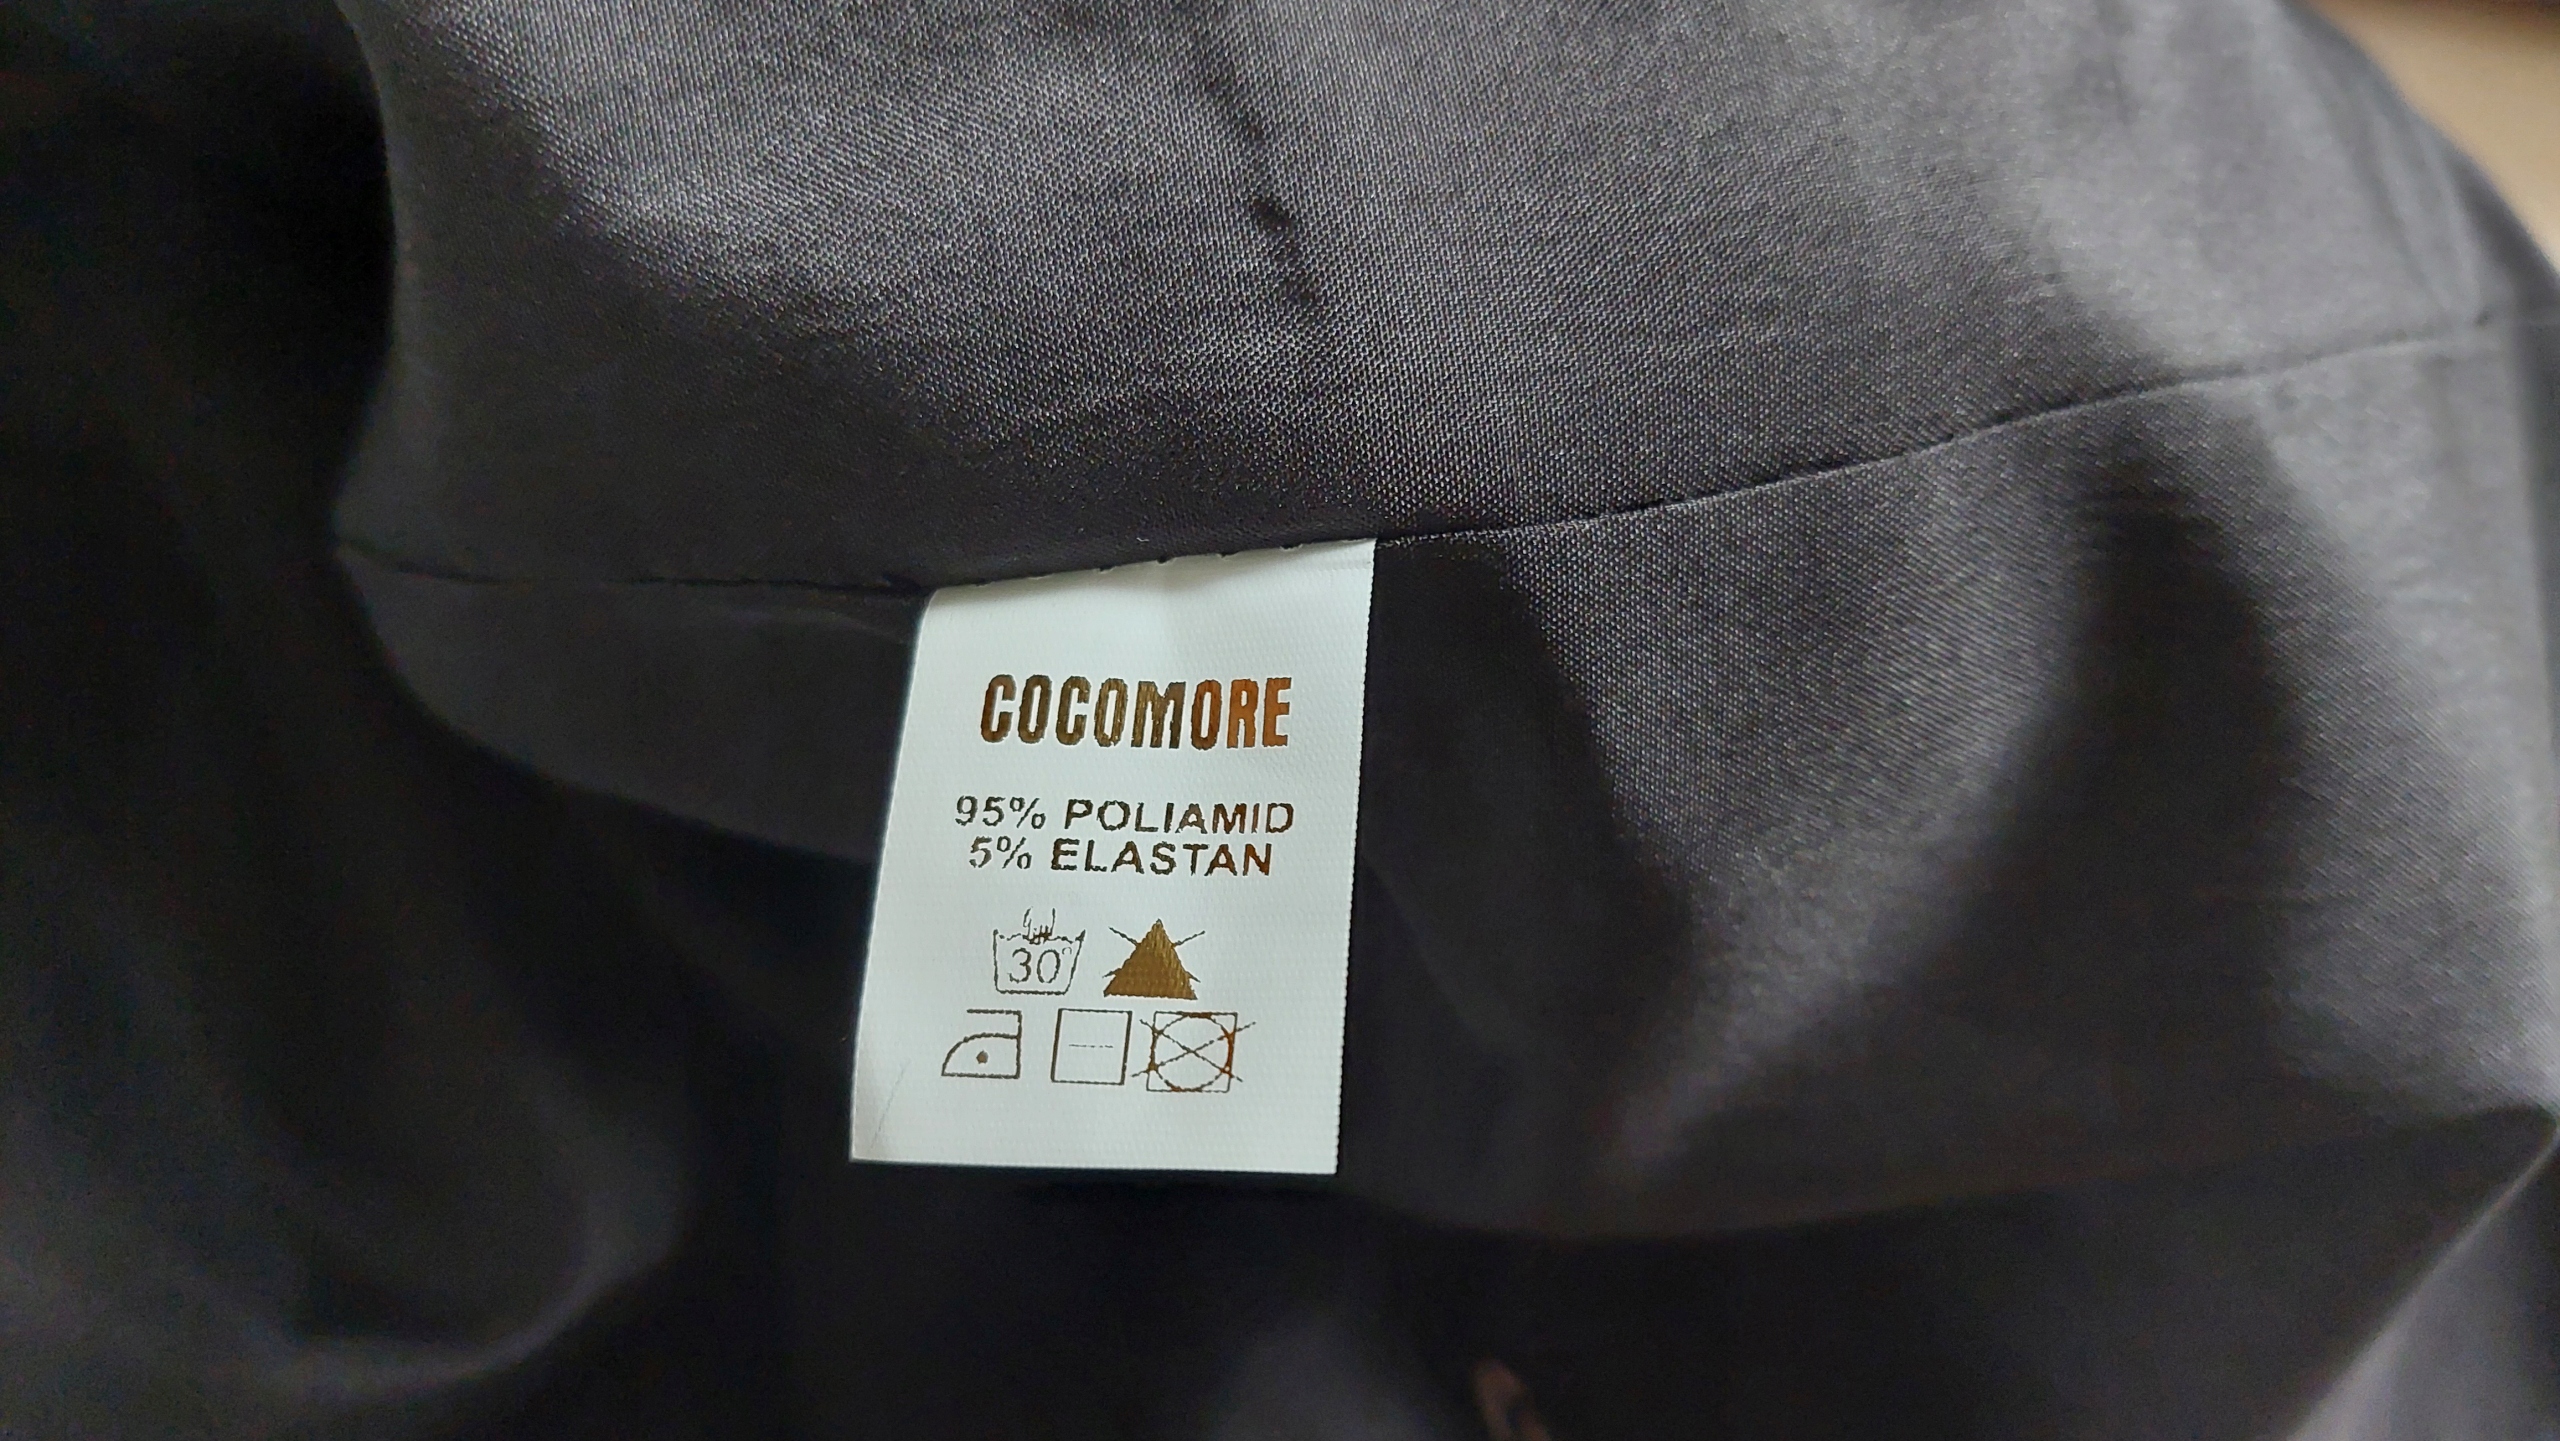 COCOMORE
95% POLIAMID
5% ELASTAN
30°